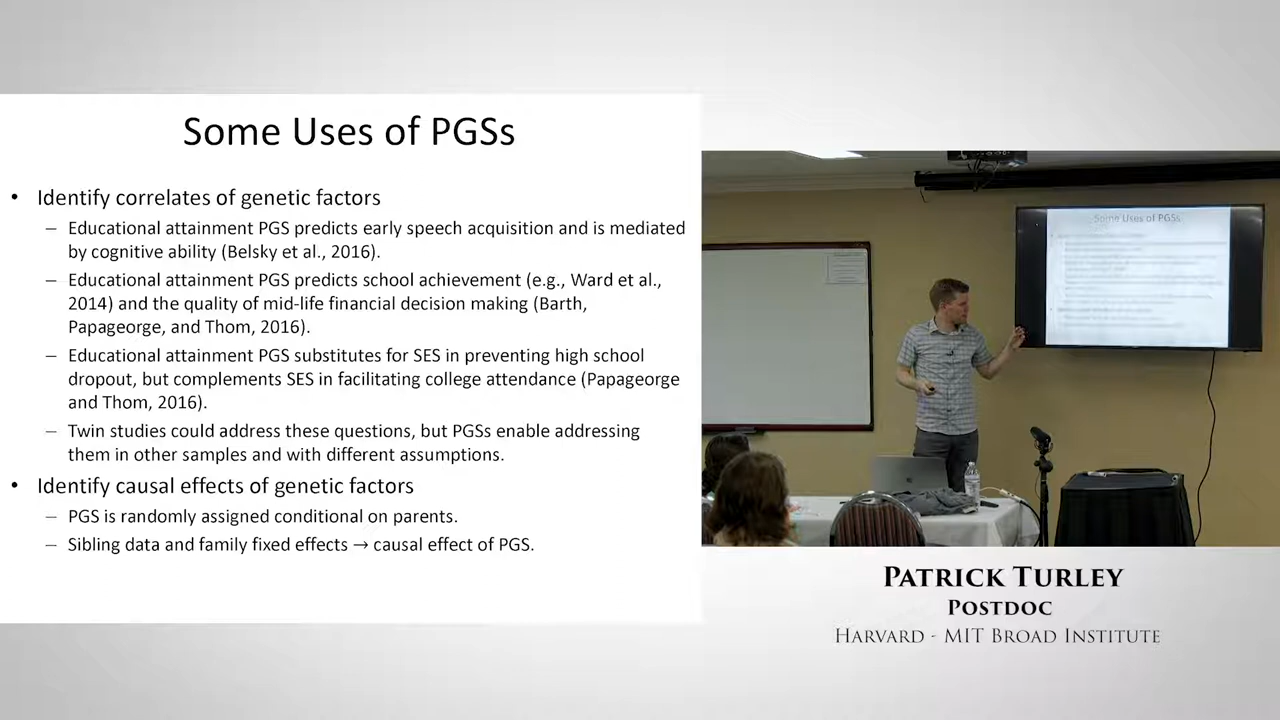 Some Uses of PGSs
• Identify correlates of genetic factors
– Educational attainment PGS predicts early speech acquisition and is mediated
by cognitive ability (Belsky et al., 2016).
– Educational attainment PGS predicts school achievement (e.g., Ward et al.,
2014) and the quality of mid-life financial decision making (Barth,
Papageorge, and Thom, 2016).
– Educational attainment PGS substitutes for SES in preventing high school
dropout, but complements SES in facilitating college attendance (Papageorge
and Thom, 2016).
– Twin studies could address these questions, but PGSs enable addressing
them in other samples and with different assumptions.
• Identify causal effects of genetic factors
– PGS is randomly assigned conditional on parents.
– Sibling data and family fixed effects → causal effect of PGS.
Some Uses of PGSs
Patrick Turley
Postdoc
Harvard - MIT Broad Institute